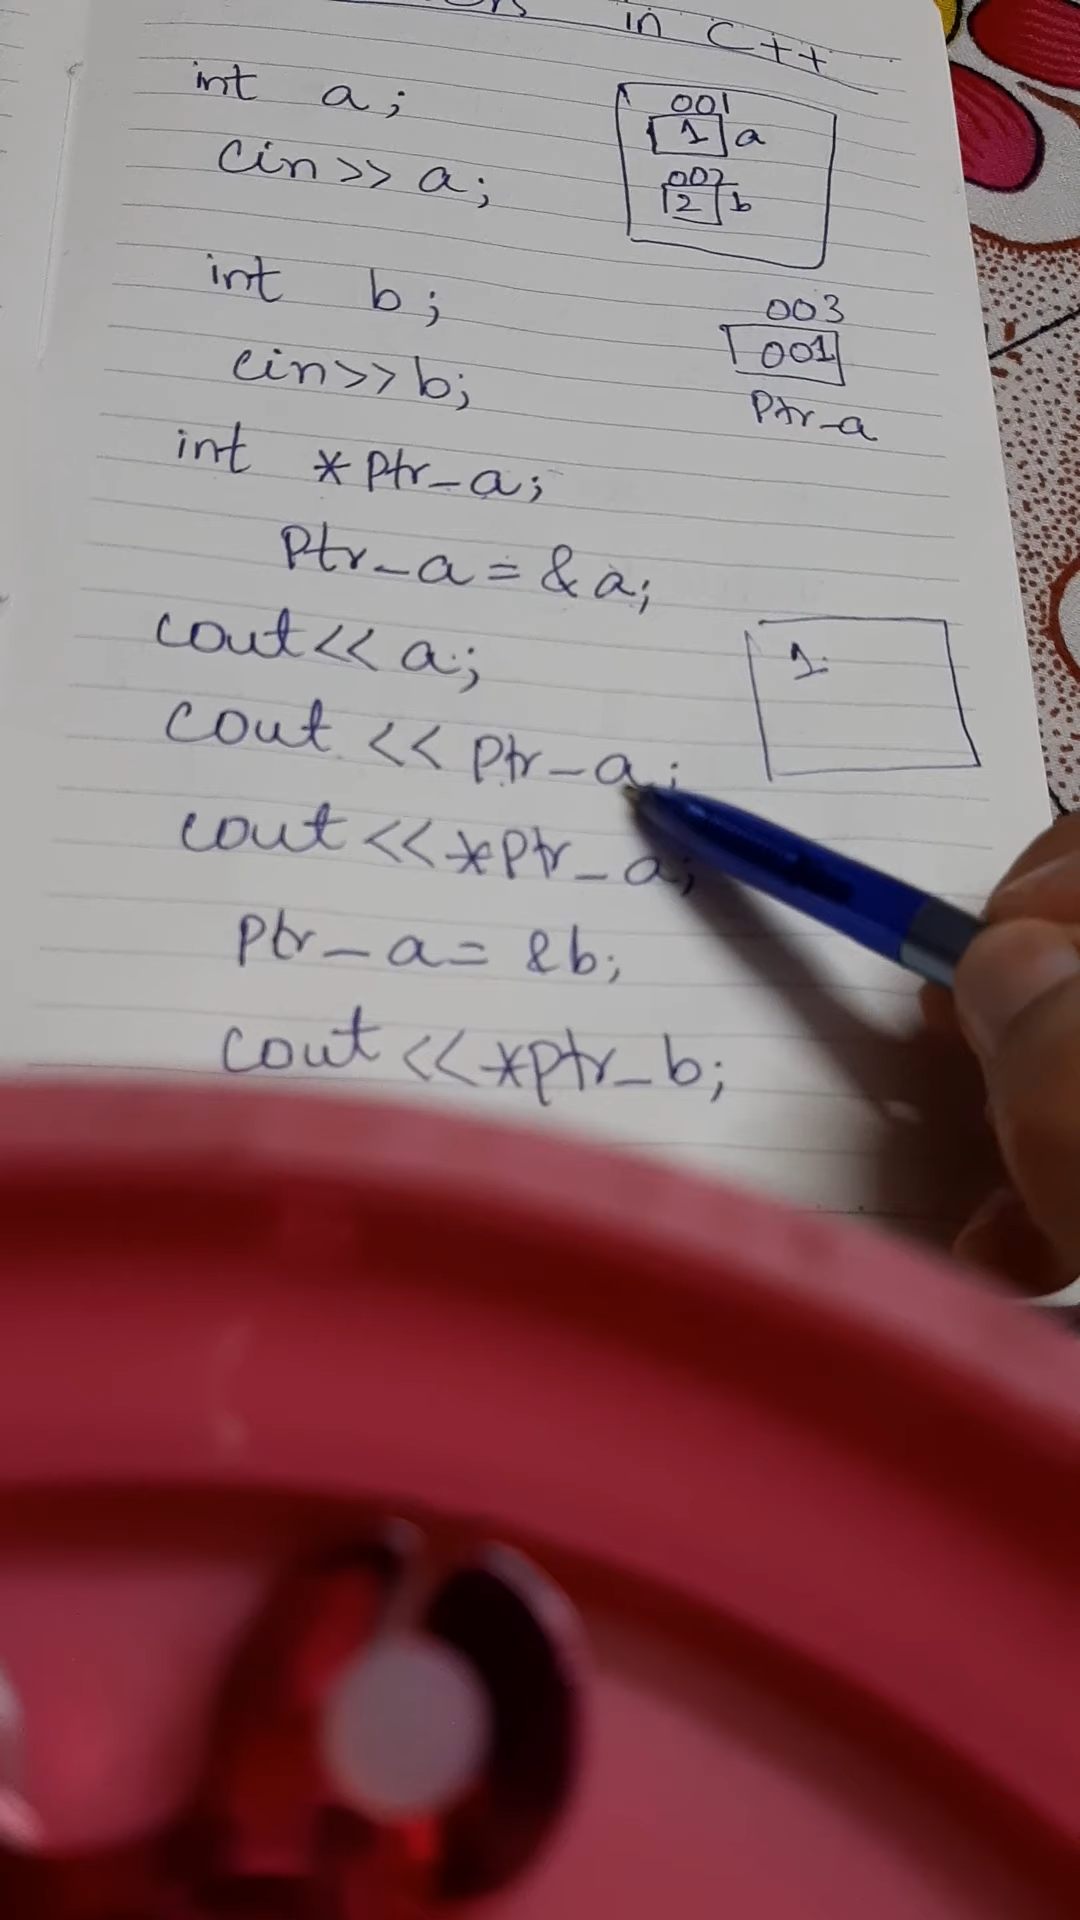 in C++
int a;
cin>> a;
int b;
cin>> b;
int *ptr_a;
Ptr_a = &a;
cout<< a;
cout << ptr_a;
cout << *ptr_a;
Ptr_a = &b;
cout << *ptr_b;
001
1 a
002
2 b
003
001
Ptr_a
1